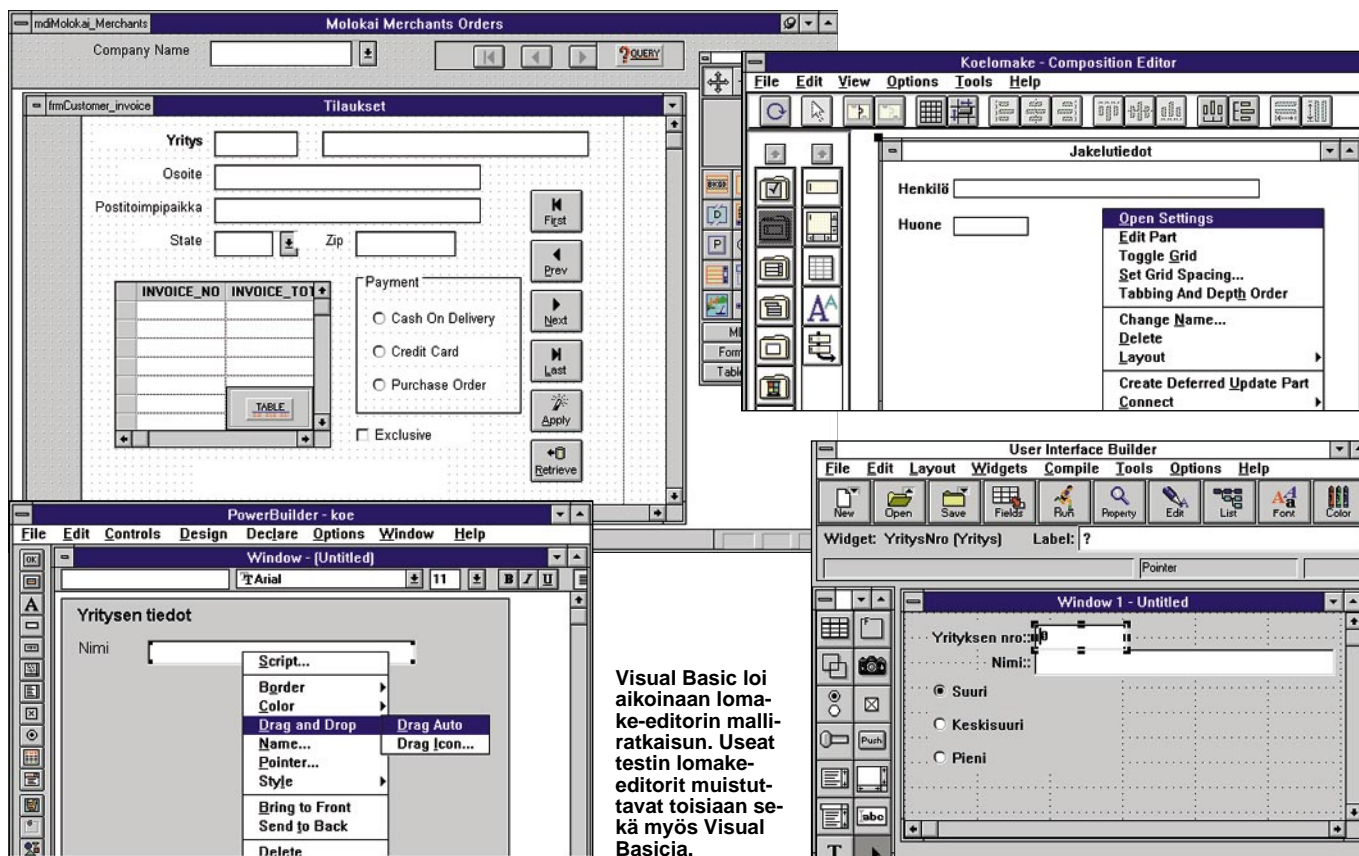 mdiMolokai_Merchants
Molokai Merchants Orders
Company Name
?QUERY
frmCustomer_invoice
Tilaukset
Yritys
Osoite
Postitoimpipaikka
State
Zip
INVOICE_NO INVOICE_TOT
TABLE
Payment
Cash On Delivery
Credit Card
Purchase Order
Exclusive
First
Prev
Next
Last
Apply
Retrieve
Form
Koelomake - Composition Editor
File Edit View Options Tools Help
Jakelutiedot
Henkilö
Huone
Open Settings
Edit Part
Toggle Grid
Set Grid Spacing...
Tabbing And Depth Order
Change Name...
Delete
Layout
Create Deferred Update Part
Connect
PowerBuilder - koe
File Edit Controls Design Declare Options Window Help
Window - (Untitled)
OK
Arial
11
B I U
A
Yritysen tiedot
Nimi
Script...
Border
Color
Drag and Drop
Name...
Pointer...
Style
Bring to Front
Send to Back
Delete
Drag Auto
Drag Icon...
Visual Basic loi
aikoinaan loma-
ke-editorin malli-
ratkaisun. Useat
testin lomake-
editorit muistut-
tavat toisiaan se-
kä myös Visual
Basicia.
User Interface Builder
File Edit Layout Widgets Compile Tools Options Help
New Open Save Fields Run Property Edit List Font Color
Widget: YritysNro (Yritys) Label: ?
Pointer
Window 1 - Untitled
Yrityksen nro::
Nimi::
Suuri
Keskisuuri
Pieni
Push
abc
T